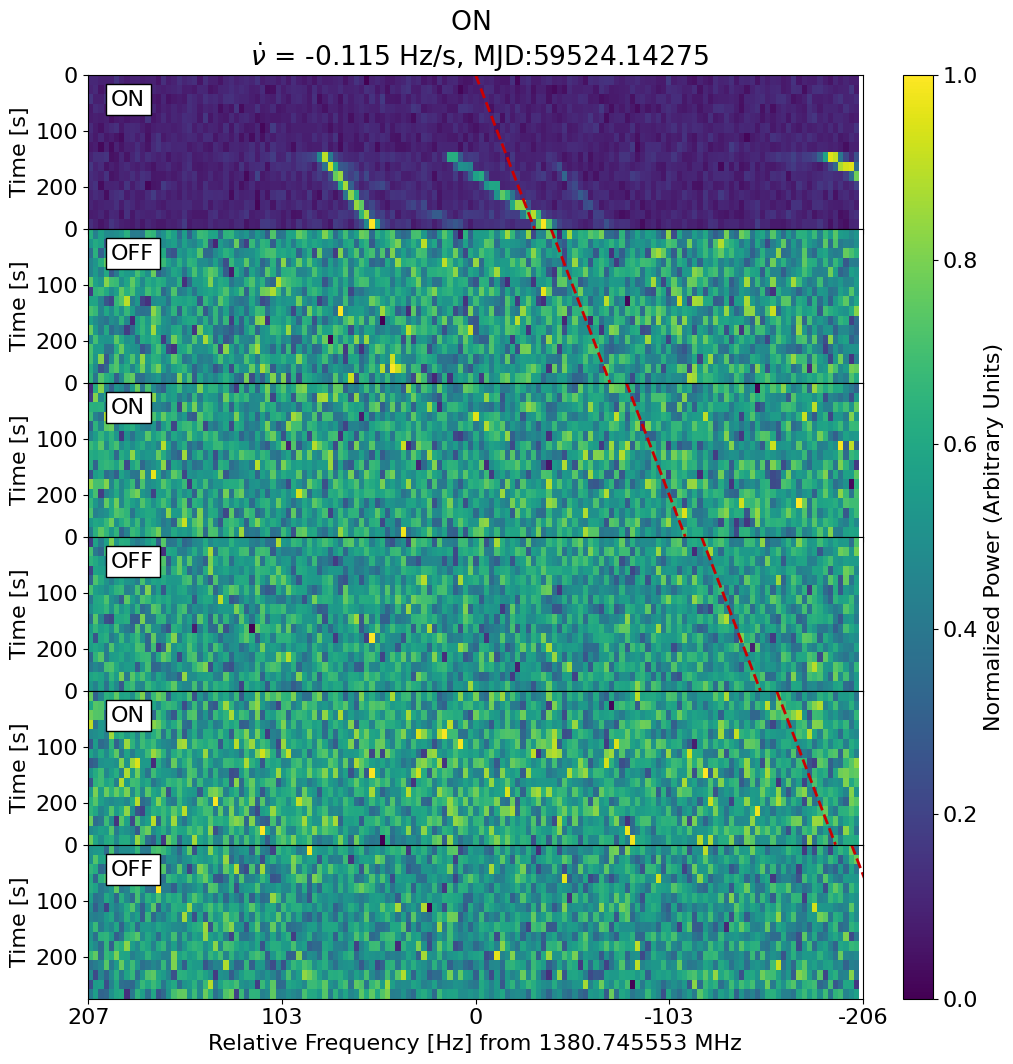 ON
ν̇ = -0.115 Hz/s, MJD:59524.14275
0
100
200
Time [s]
ON
0
100
200
Time [s]
OFF
0
100
200
Time [s]
ON
0
100
200
Time [s]
OFF
0
100
200
Time [s]
ON
0
100
200
Time [s]
OFF
207 103 0 -103 -206
Relative Frequency [Hz] from 1380.745553 MHz
1.0
0.8
0.6
0.4
0.2
0.0
Normalized Power (Arbitrary Units)